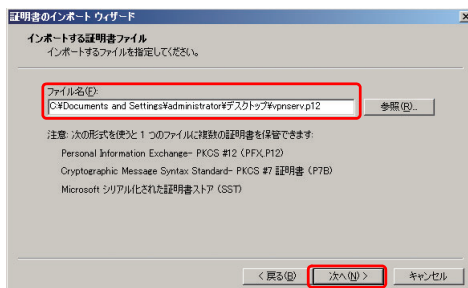 証明書のインポート ウィザード
インポートする証明書ファイル
インポートするファイルを指定してください。
ファイル名(F):
C:¥Documents and Settings¥administrator¥デスクトップ¥vpnserv.p12
参照(R)...
注意: 次の形式を使うと 1 つのファイルに複数の証明書を保管できます:
Personal Information Exchange- PKCS #12 (PFX,P12)
Cryptographic Message Syntax Standard- PKCS #7 証明書 (P7B)
Microsoft シリアル化された証明書ストア (SST)
< 戻る(B) 次へ(N) > キャンセル